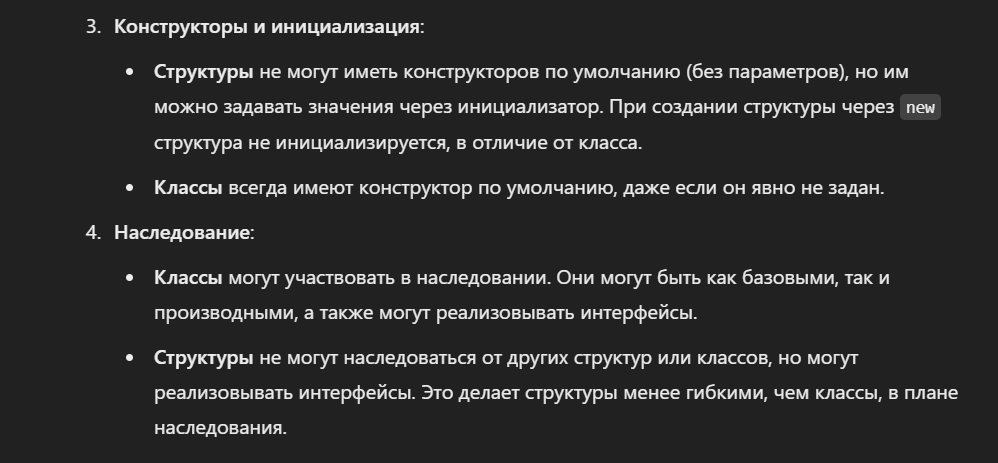 3. Конструкторы и инициализация:
• Структуры не могут иметь конструкторов по умолчанию (без параметров), но им
можно задавать значения через инициализатор. При создании структуры через new
структура не инициализируется, в отличие от класса.
• Классы всегда имеют конструктор по умолчанию, даже если он явно не задан.
4. Наследование:
• Классы могут участвовать в наследовании. Они могут быть как базовыми, так и
производными, а также могут реализовывать интерфейсы.
• Структуры не могут наследоваться от других структур или классов, но могут
реализовывать интерфейсы. Это делает структуры менее гибкими, чем классы, в плане
наследования.